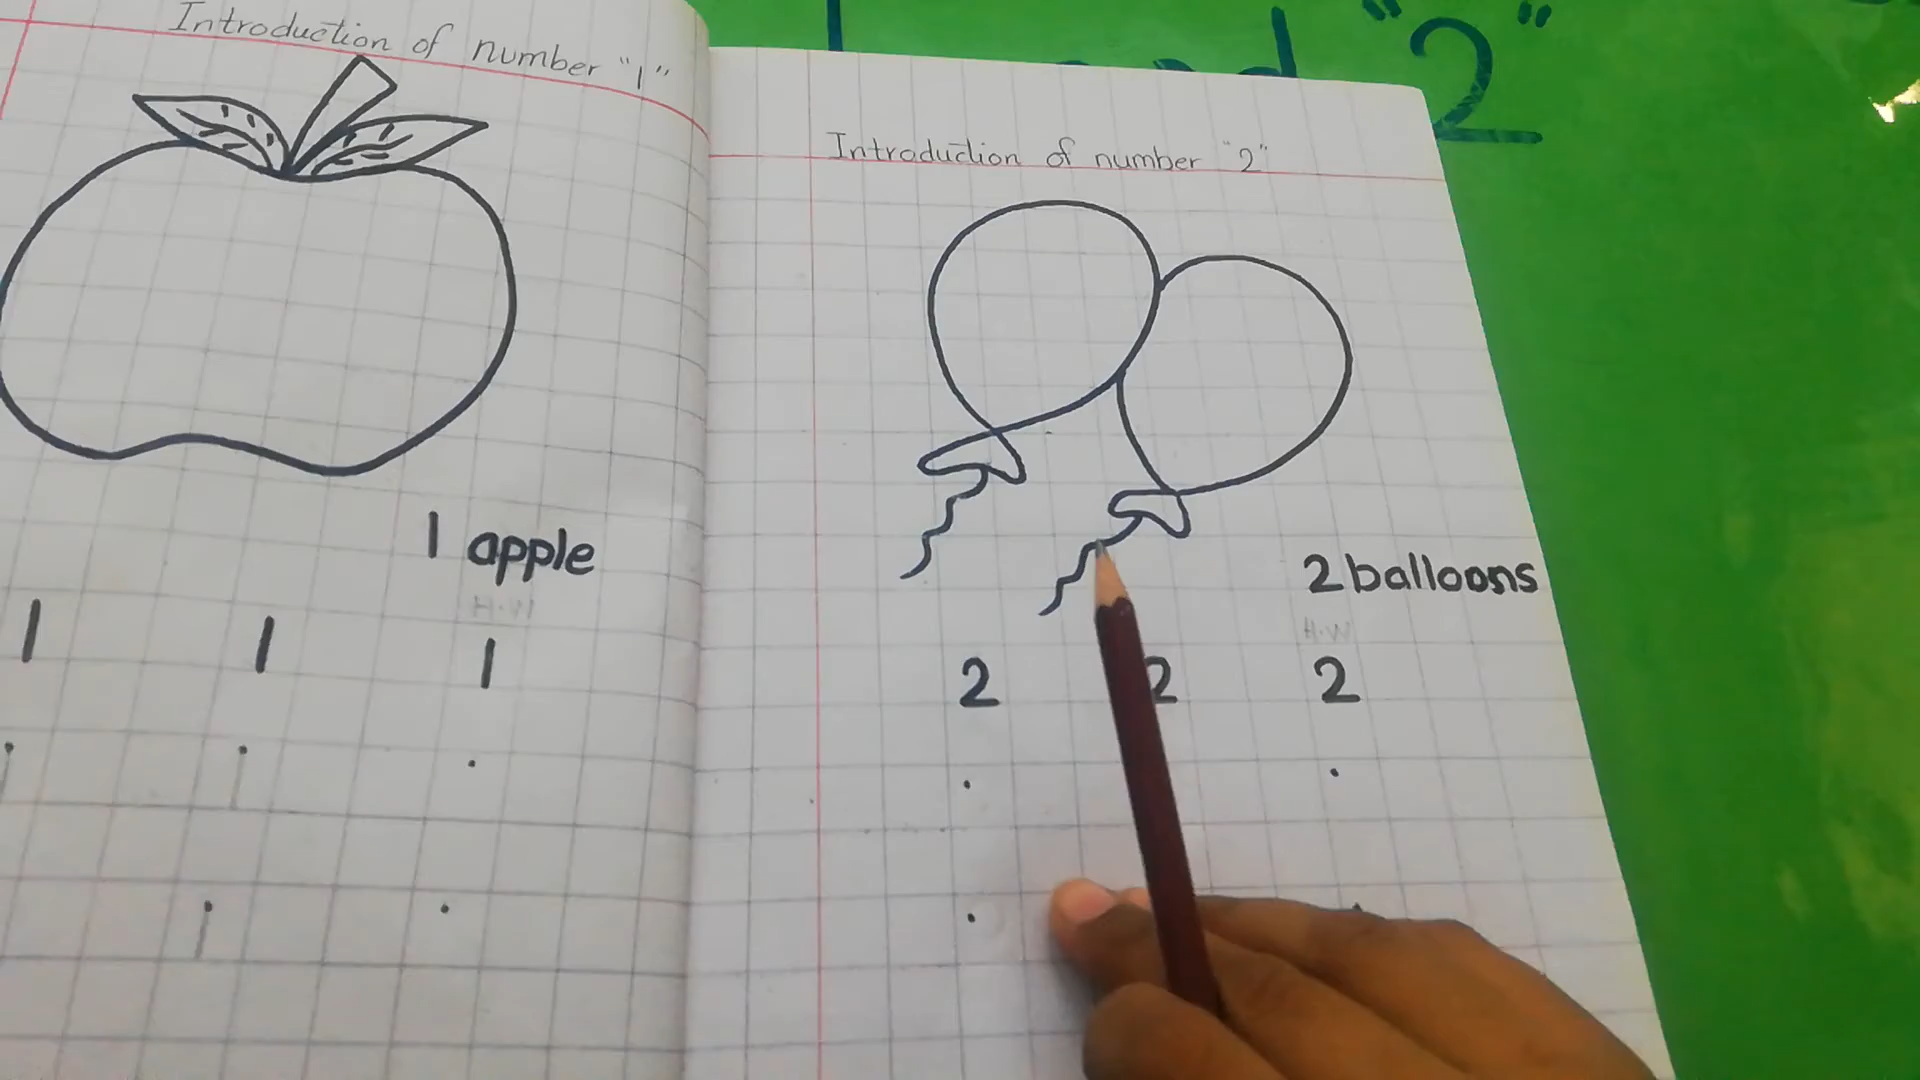 Introduction of number "1"
1 apple
H.W
1 1 1
"2"
Introduction of number "2"
2 balloons
H.W
2 2 2